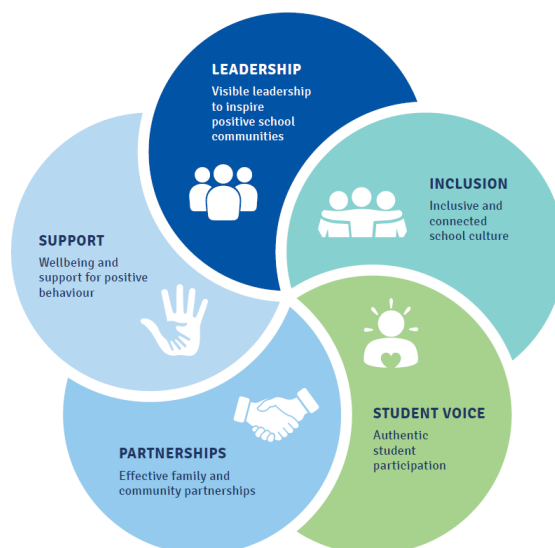 LEADERSHIP
Visible leadership
to inspire
positive school
communities
INCLUSION
Inclusive and
connected
school culture
STUDENT VOICE
Authentic
student
participation
PARTNERSHIPS
Effective family and
community partnerships
SUPPORT
Wellbeing and
support for positive
behaviour